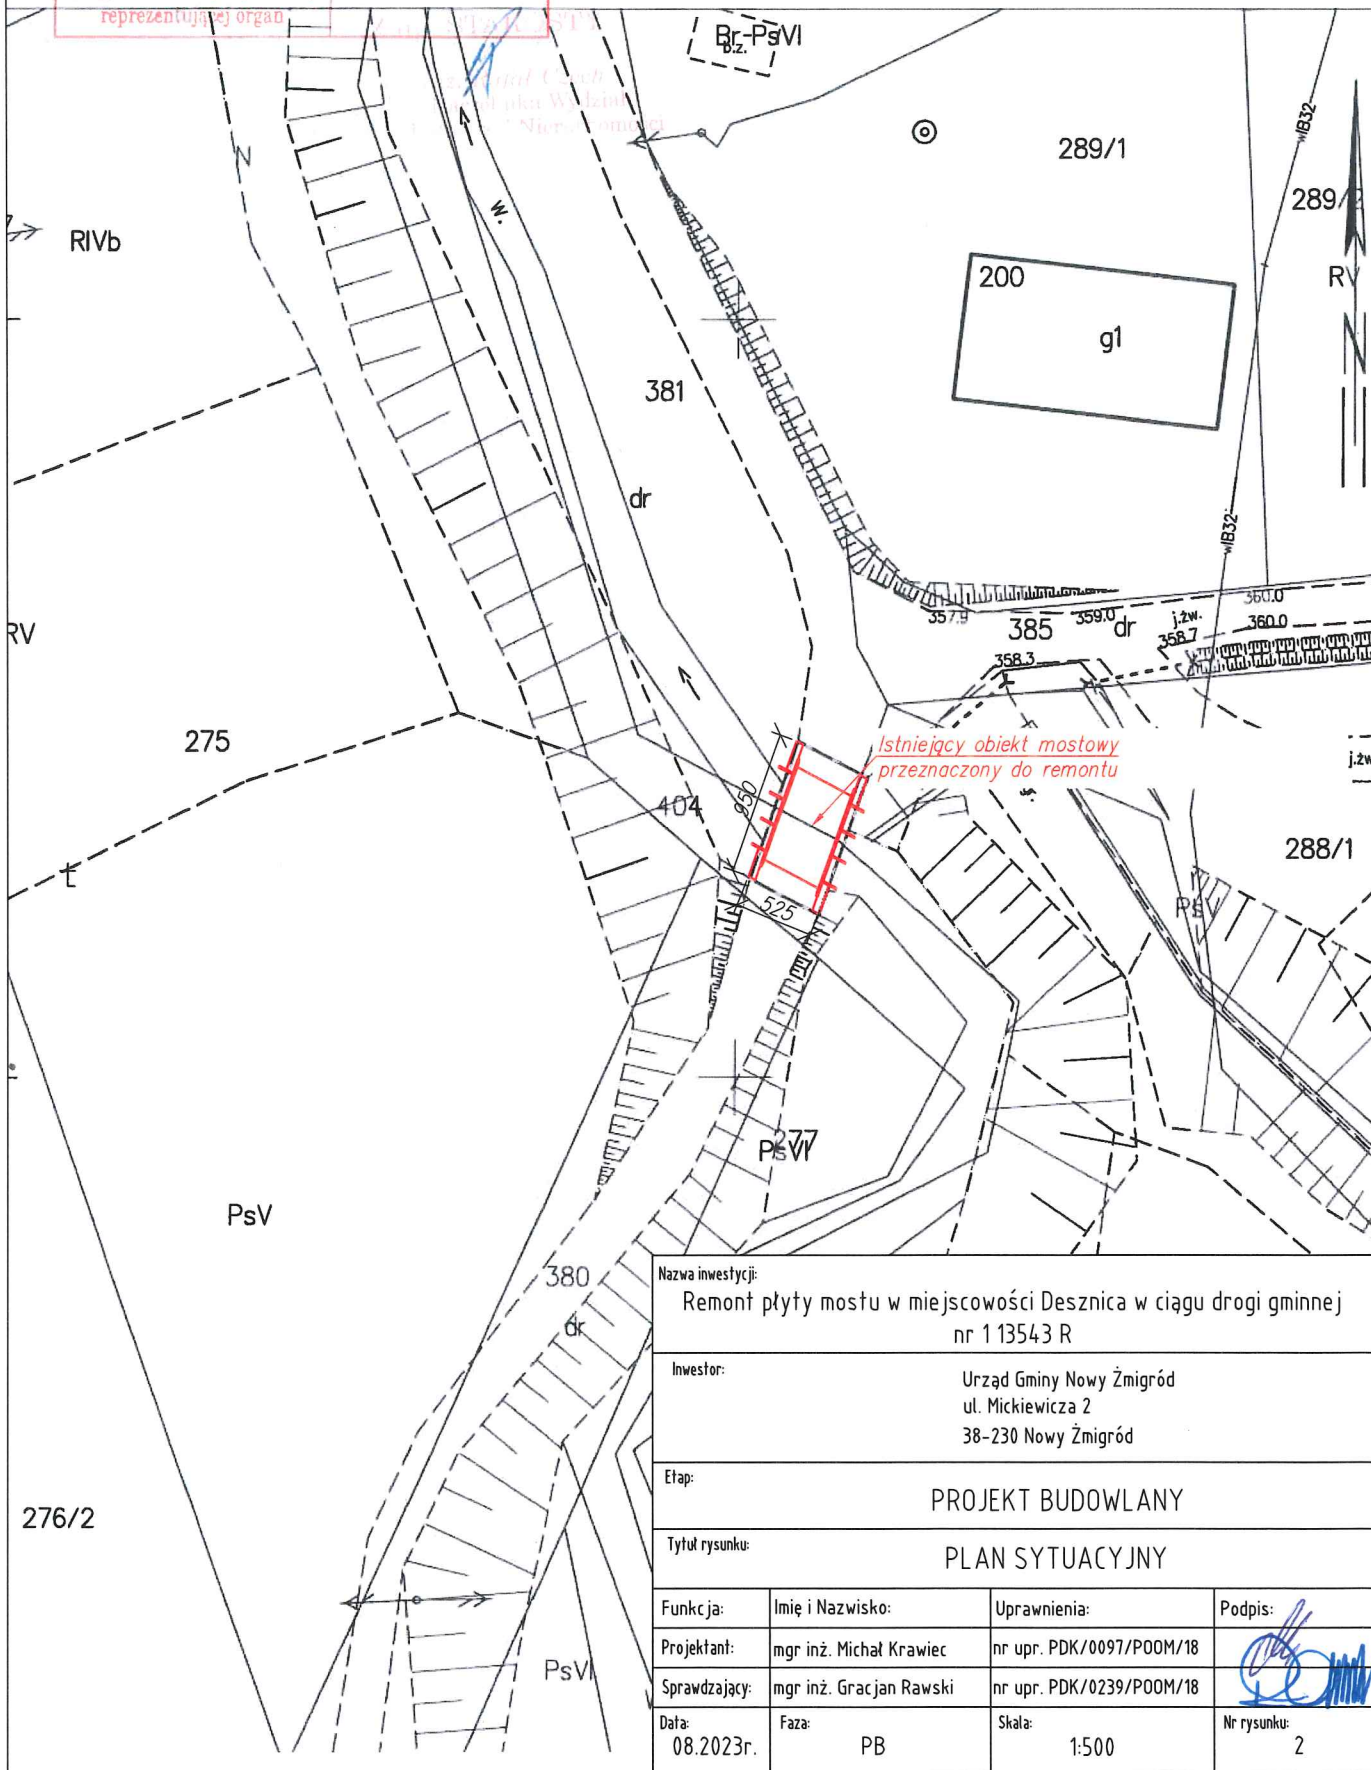 reprezentującej organ
Br-PsVI
B.z.
289/1
wB32
289/
N
RIVb
w.
200
R
g1
N
381
dr
wB32
357.9
385
359.0
dr
j.żw.
360.0
360.0
358.7
358.3
RV
275
Istniejący obiekt mostowy
przeznaczony do remontu
j.żw
950
404
288/1
Ł
525
PsV
277
PsVI
PsV
380
dr
276/2
PsVI
Nazwa inwestycji:
Remont płyty mostu w miejscowości Desznica w ciągu drogi gminnej
nr 113543 R
Inwestor:
Urząd Gminy Nowy Żmigród
ul. Mickiewicza 2
38-230 Nowy Żmigród
Etap:
PROJEKT BUDOWLANY
Tytuł rysunku:
PLAN SYTUACYJNY
Funkcja: Imię i Nazwisko: Uprawnienia: Podpis:
Projektant: mgr inż. Michał Krawiec nr upr. PDK/0097/POOM/18
Sprawdzający: mgr inż. Gracjan Rawski nr upr. PDK/0239/POOM/18
Data: Faza: Skala: Nr rysunku:
08.2023r. PB 1:500 2